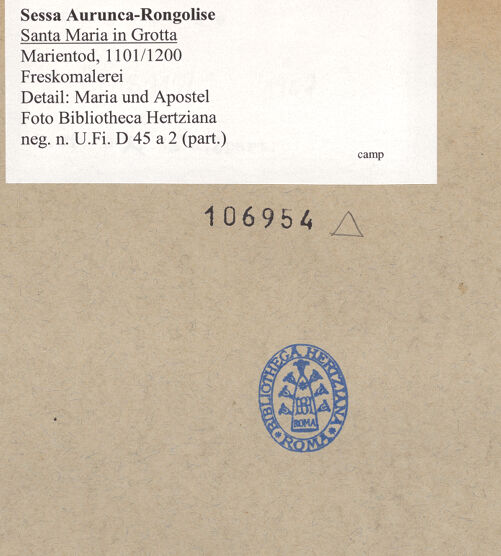 Sessa Aurunca-Rongolise
Santa Maria in Grotta
Marientod, 1101/1200
Freskomalerei
Detail: Maria und Apostel
Foto Bibliotheca Hertziana
neg. n. U.Fi. D 45 a 2 (part.)
camp
106954
BIBLIOTHECA HERTZIANA
BH
ROMA
*ROMA*